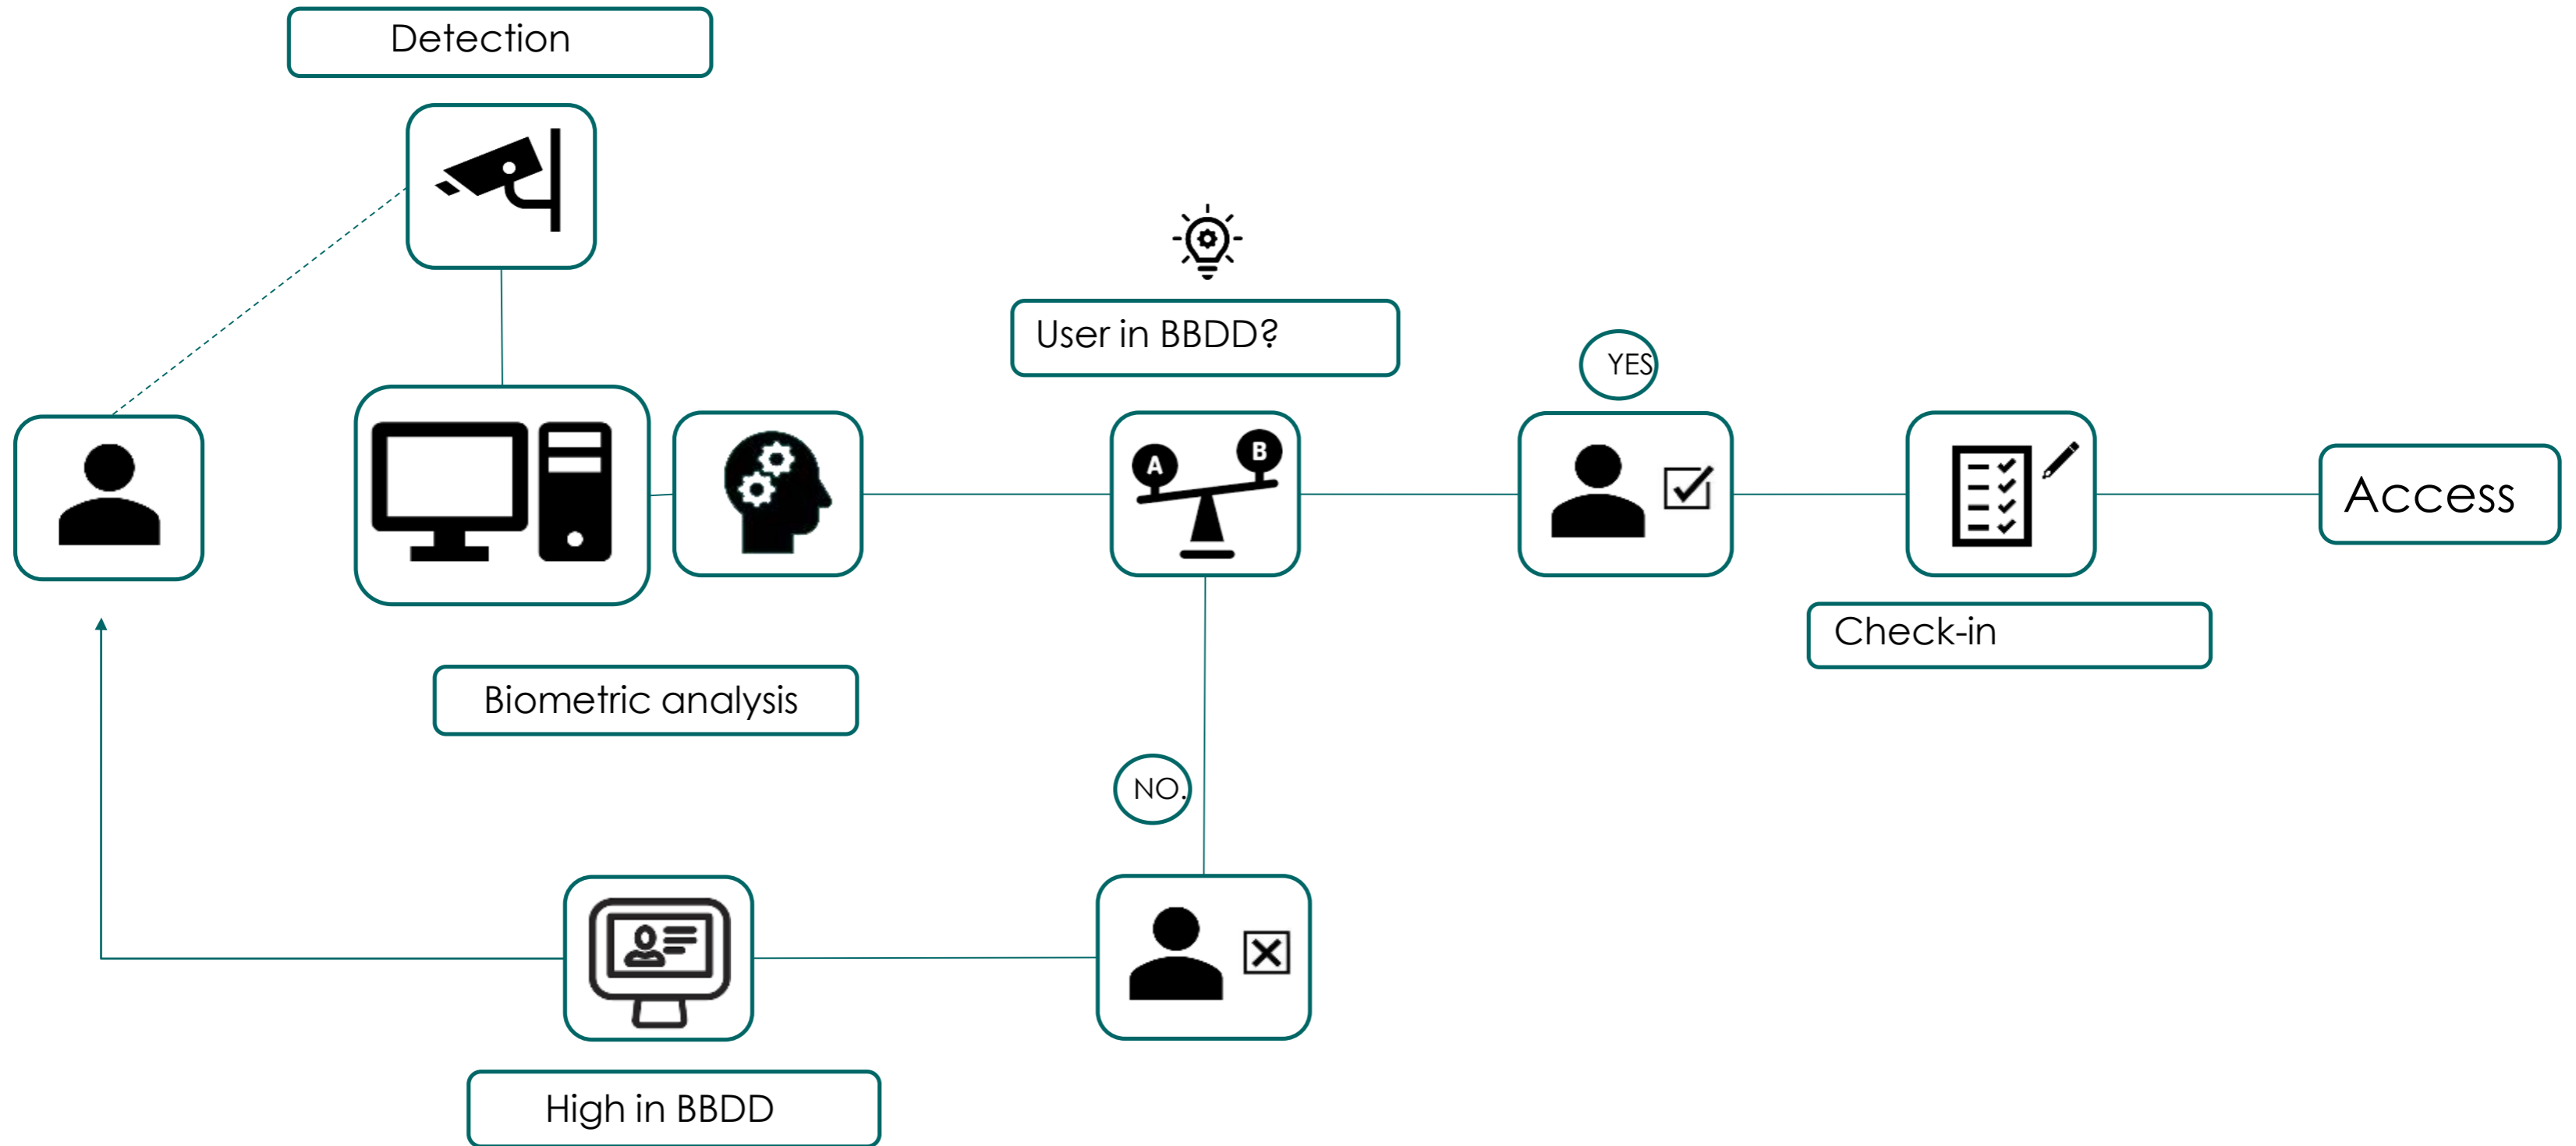 Detection
User in BBDD?
YES
A
B
Access
Check-in
Biometric analysis
NO.
High in BBDD